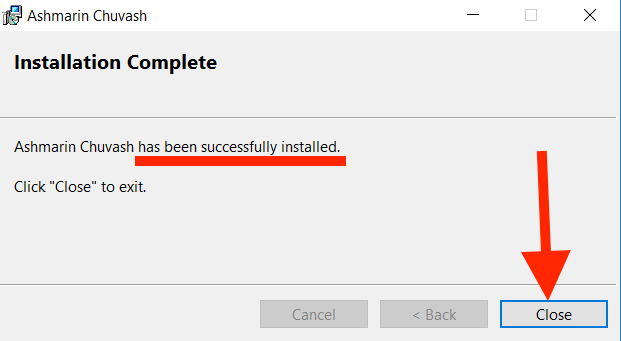 Ashmarin Chuvash
Installation Complete
Ashmarin Chuvash has been successfully installed.
Click "Close" to exit.
Cancel
< Back
Close